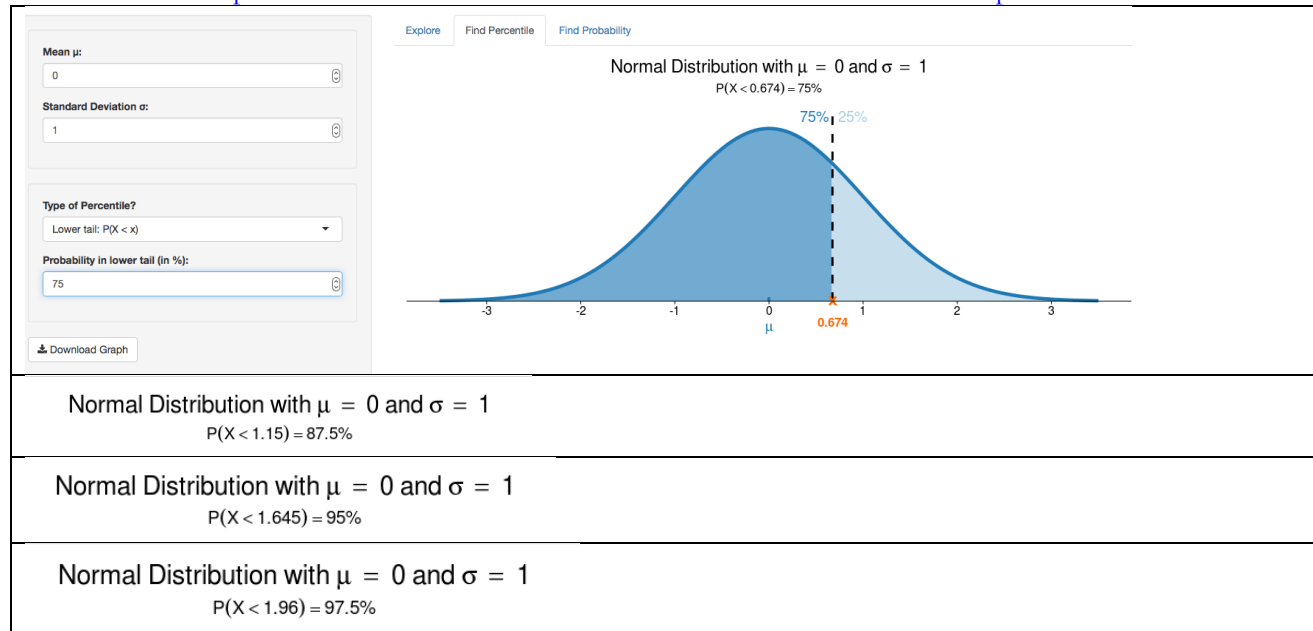 Explore Find Percentile Find Probability
Mean μ:
0
Standard Deviation σ:
1
Type of Percentile?
Lower tail: P(X < x)
Probability in lower tail (in %):
75
Download Graph
Normal Distribution with μ = 0 and σ = 1
P(X < 0.674) = 75%
75% 25%
-3 -2 -1 0 1 2 3
μ 0.674
Normal Distribution with μ = 0 and σ = 1
P(X < 1.15) = 87.5%
Normal Distribution with μ = 0 and σ = 1
P(X < 1.645) = 95%
Normal Distribution with μ = 0 and σ = 1
P(X < 1.96) = 97.5%